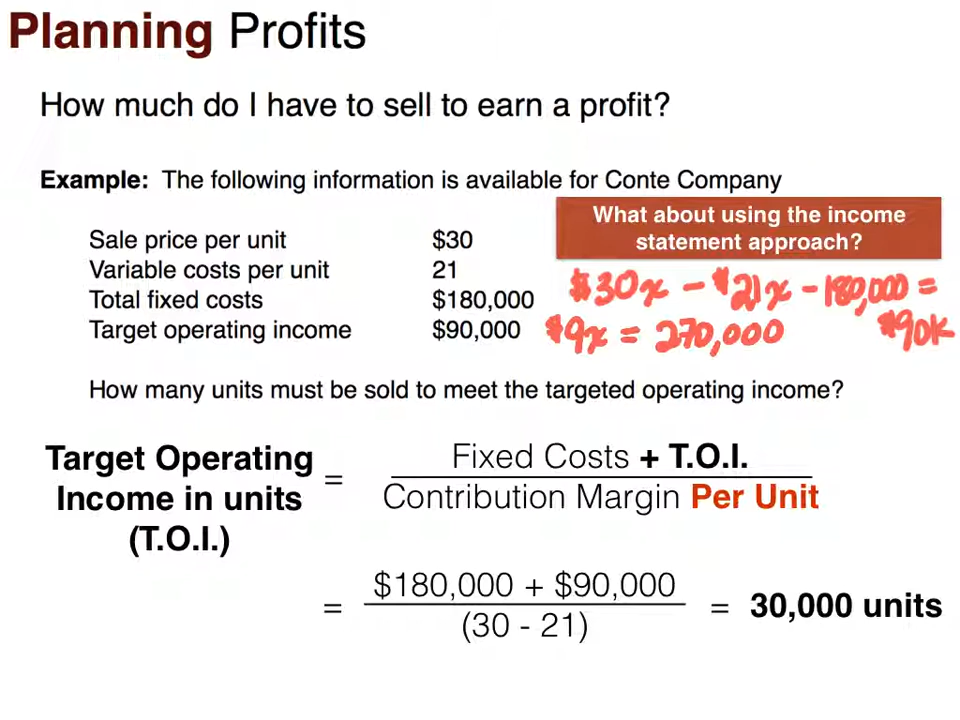 Planning Profits
How much do I have to sell to earn a profit?
Example: The following information is available for Conte Company
What about using the income
statement approach?
Sale price per unit $30
Variable costs per unit 21
Total fixed costs $180,000
Target operating income $90,000
$30x - $21x - 180,000 =
$90K
$9x = 270,000
How many units must be sold to meet the targeted operating income?
Target Operating
Income in units
(T.O.I.)
=
Fixed Costs + T.O.I.
Contribution Margin Per Unit
=
$180,000 + $90,000
(30 - 21)
= 30,000 units